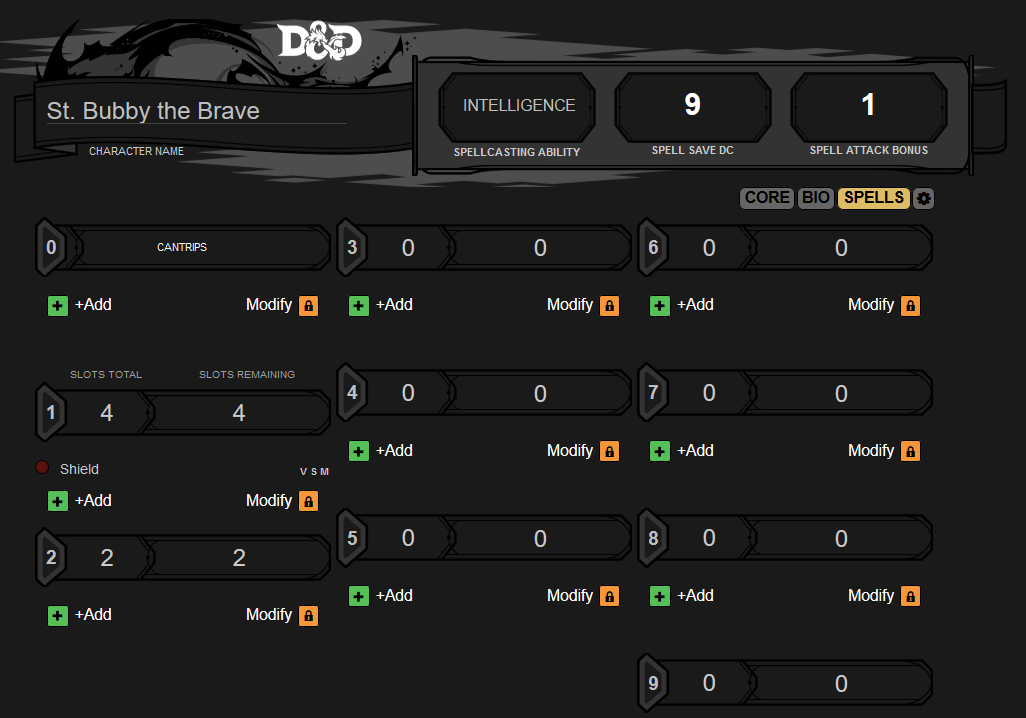 D&D
St. Bubby the Brave
CHARACTER NAME
INTELLIGENCE
SPELLCASTING ABILITY
9
SPELL SAVE DC
1
SPELL ATTACK BONUS
CORE BIO SPELLS
0 CANTRIPS
+Add Modify
SLOTS TOTAL SLOTS REMAINING
1 4 4
Shield V S M
+Add Modify
2 2 2
+Add Modify
3 0 0
+Add Modify
4 0 0
+Add Modify
5 0 0
+Add Modify
6 0 0
+Add Modify
7 0 0
+Add Modify
8 0 0
+Add Modify
9 0 0